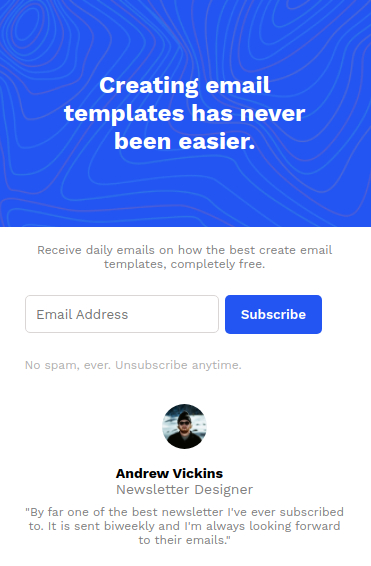 Creating email
templates has never
been easier.
Receive daily emails on how the best create email
templates, completely free.
Email Address
Subscribe
No spam, ever. Unsubscribe anytime.
Andrew Vickins
Newsletter Designer
"By far one of the best newsletter I've ever subscribed
to. It is sent biweekly and I'm always looking forward
to their emails."